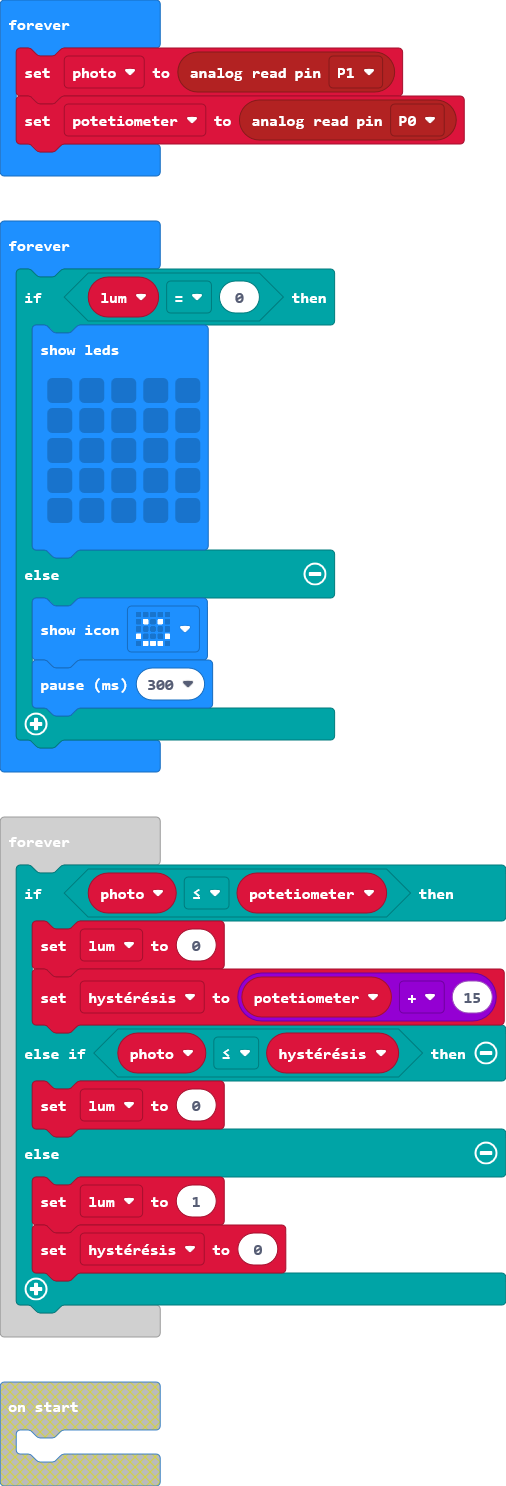 forever
set photo to analog read pin P1
set potetiometer to analog read pin P0
forever
if lum = 0 then
show leds
else
show icon
pause (ms) 300
forever
if photo ≤ potetiometer then
set lum to 0
set hystérésis to potetiometer + 15
else if photo ≤ hystérésis then
set lum to 0
else
set lum to 1
set hystérésis to 0
on start